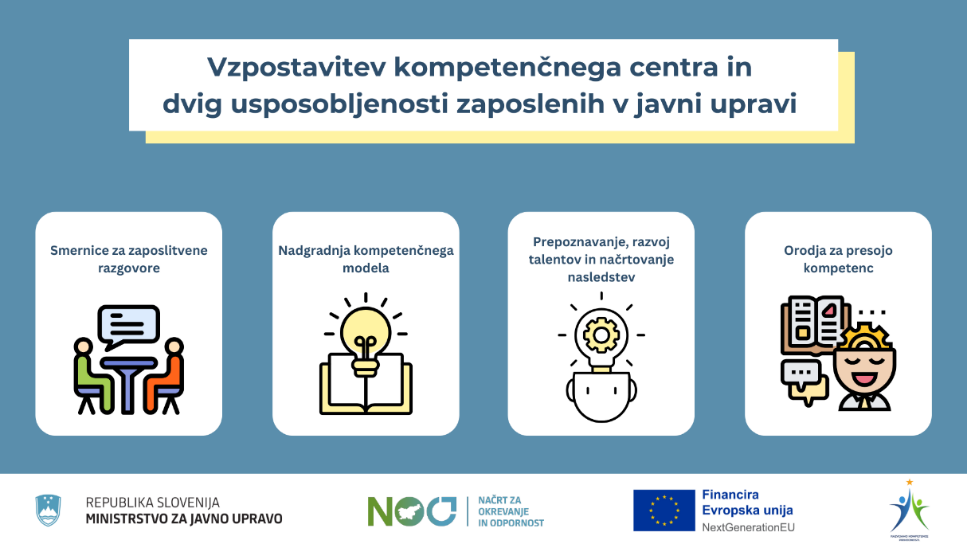 Vzpostavitev kompetenčnega centra in
dvig usposobljenosti zaposlenih v javni upravi
Smernice za zaposlitvene
razgovore
Nadgradnja kompetenčnega
modela
Prepoznavanje, razvoj
talentov in načrtovanje
nasledstev
Orodja za presojo
kompetenc
REPUBLIKA SLOVENIJA
MINISTRSTVO ZA JAVNO UPRAVO
NOO
NAČRT ZA
OKREVANJE
IN ODPORNOST
Financira
Evropska unija
NextGenerationEU